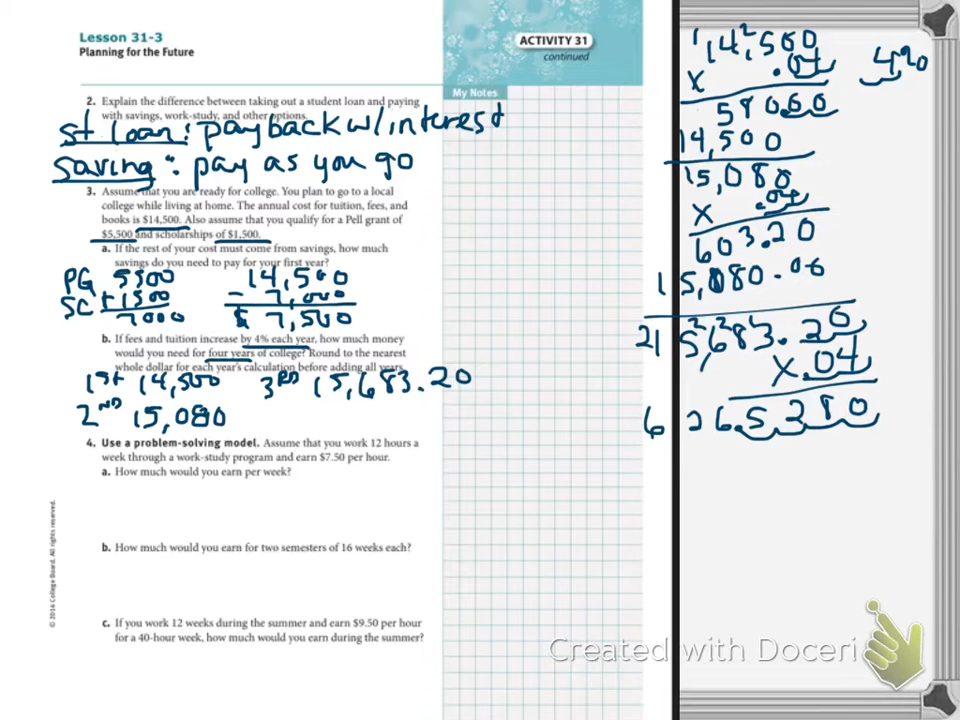 Lesson 31-3
Planning for the Future
ACTIVITY 31
continued
My Notes
2. Explain the difference between taking out a student loan and paying
with savings, work-study, and other options.
st loan: payback w/interest
saving: pay as you go
3. Assume that you are ready for college. You plan to go to a local
college while living at home. The annual cost for tuition, fees, and
books is $14,500. Also assume that you qualify for a Pell grant of
$5,500 and scholarships of $1,500.
a. If the rest of your cost must come from savings, how much
savings do you need to pay for your first year?
PG 5500
SC +1500
7000
14,500
- 7,000
$ 7,500
b. If fees and tuition increase by 4% each year, how much money
would you need for four years of college? Round to the nearest
whole dollar for each year's calculation before adding all years.
1st 14,500 3RD 15,683.20
2ND 15,080
4. Use a problem-solving model. Assume that you work 12 hours a
week through a work-study program and earn $7.50 per hour.
a. How much would you earn per week?
b. How much would you earn for two semesters of 16 weeks each?
c. If you work 12 weeks during the summer and earn $9.50 per hour
for a 40-hour week, how much would you earn during the summer?
© 2014 College Board. All rights reserved.
14,500
x .04
4%
58000
14,500
15,080
x .04
603.20
15,080.00
15,683.20
x .04
626.5280
Created with Doceri